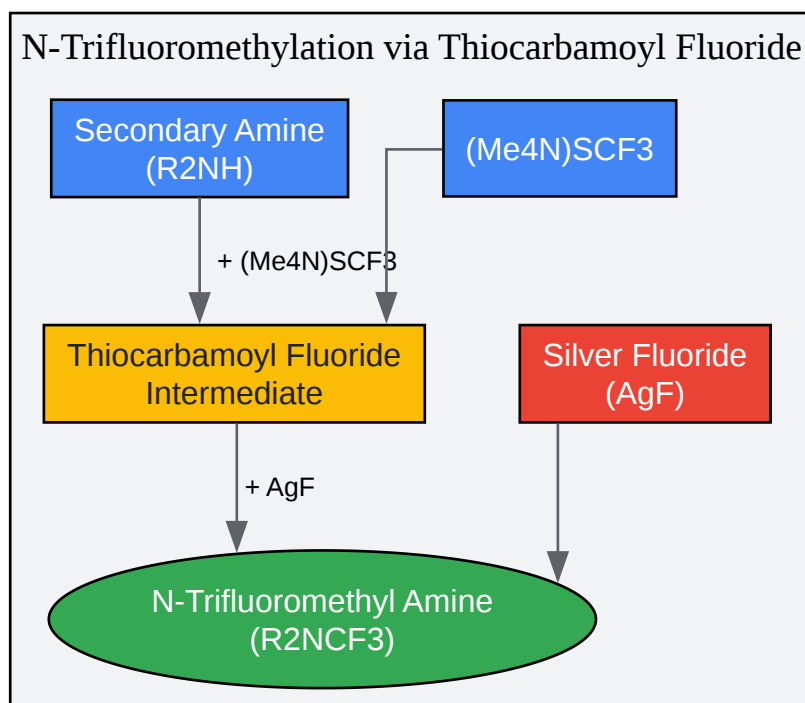 N-Trifluoromethylation via Thiocarbamoyl Fluoride
Secondary Amine
(R2NH)
(Me4N)SCF3
+ (Me4N)SCF3
Thiocarbamoyl Fluoride
Intermediate
Silver Fluoride
(AgF)
+ AgF
N-Trifluoromethyl Amine
(R2NCF3)